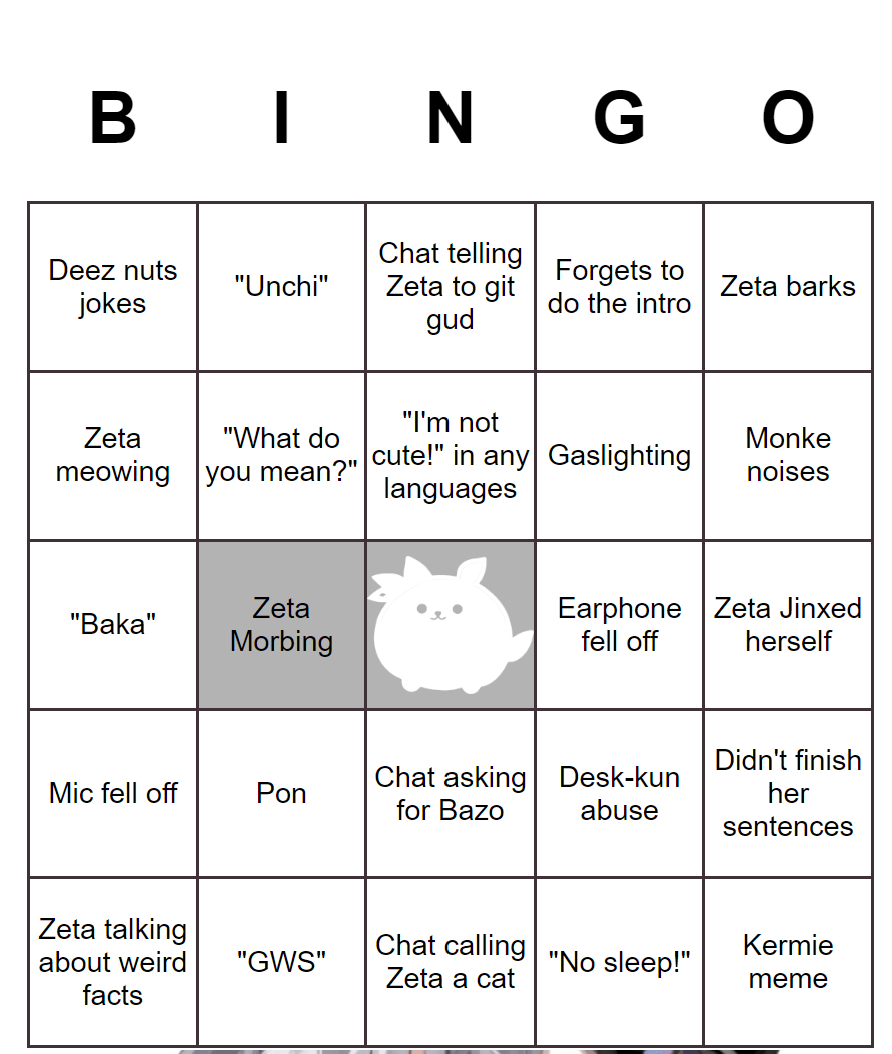 B I N G O
Deez nuts
jokes
"Unchi"
Chat telling
Zeta to git
gud
Forgets to
do the intro
Zeta barks
Zeta
meowing
"What do
you mean?"
"I'm not
cute!" in any
languages
Gaslighting
Monke
noises
"Baka"
Zeta
Morbing
Earphone
fell off
Zeta Jinxed
herself
Mic fell off
Pon
Chat asking
for Bazo
Desk-kun
abuse
Didn't finish
her
sentences
Zeta talking
about weird
facts
"GWS"
Chat calling
Zeta a cat
"No sleep!"
Kermie
meme